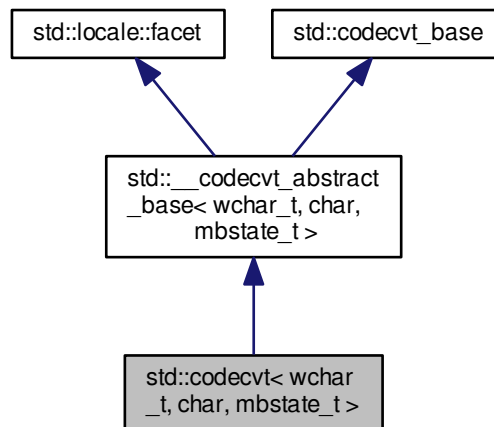 std::locale::facet
std::codecvt_base
std::__codecvt_abstract
_base< wchar_t, char,
mbstate_t >
std::codecvt< wchar
_t, char, mbstate_t >